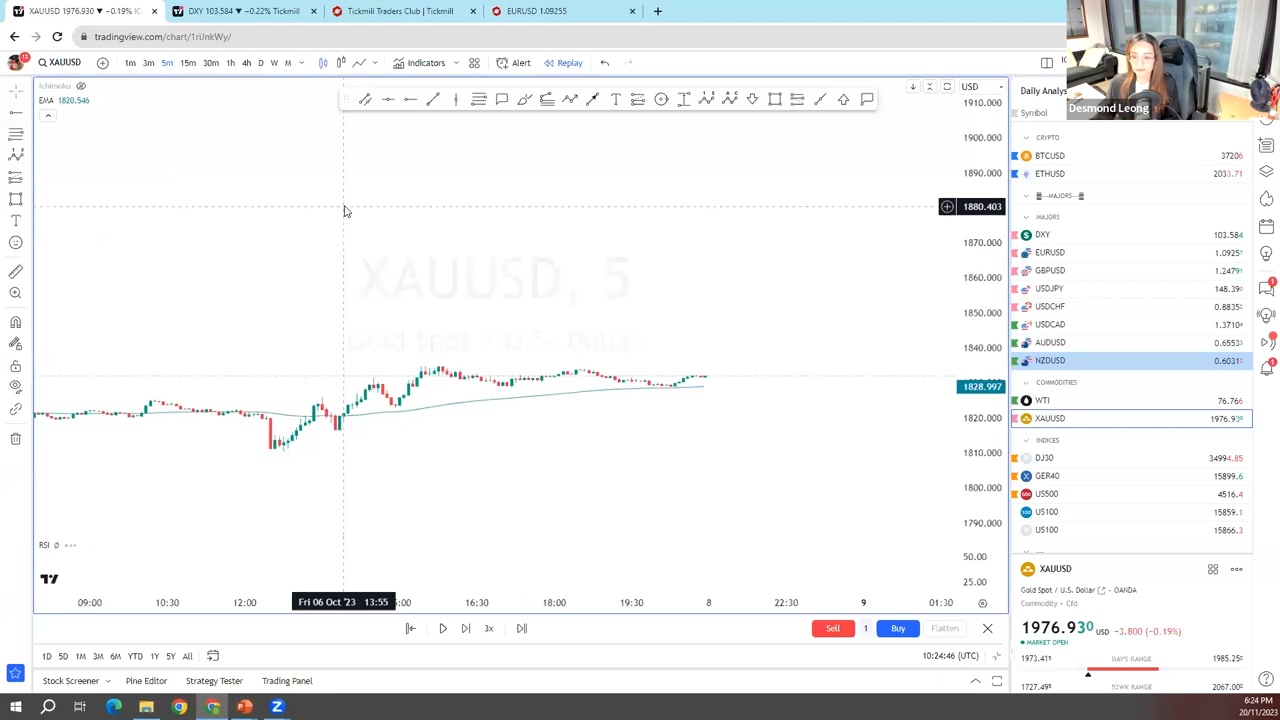 XAUUSD 1976.930 ▼ −0.19% IC
DXY 103.584 ▼ −0.22% Tickmill
Tickmill Traders Club | Tickmill
EURUSD 1.09255
tradingview.com/chart/1riJnkWy/
12
XAUUSD
1m 3m 5m 15m 30m 1h 4h D W M
Indicators
Alert
Replay
Desmond Leong
Ichimoku
EMA 1820.546
USD
Daily Analys
Symbol
1910.000
1900.000
1890.000
1880.403
1870.000
1860.000
1850.000
1840.000
1828.997
1820.000
1810.000
1800.000
1790.000
50.00
25.00
XAUUSD, 5
Gold Spot / U.S. Dollar
RSI
CRYPTO
BTCUSD 37206
ETHUSD 2033.71
MAJORS
MAJORS
DXY 103.584
EURUSD 1.0925
GBPUSD 1.2479
USDJPY 148.390
USDCHF 0.8835
USDCAD 1.3710
AUDUSD 0.6553
NZDUSD 0.6031
COMMODITIES
WTI 76.766
XAUUSD 1976.930
INDICES
DJ30 34994.85
GER40 15899.6
US500 4516.4
US100 15859.1
US100 15866.3
09:00 10:30 12:00 Fri 06 Oct '23 13:55 5:00 16:30 18:00 19:30 8 22:30 9 01:30
XAUUSD
Gold Spot / U.S. Dollar • OANDA
Commodity • Cfd
1976.930 USD −3.800 (−0.19%)
MARKET OPEN
1973.415 DAY'S RANGE 1985.250
1727.495 52WK RANGE 2067.000
3x
Sell 1 Buy Flatten
1D 5D 1M 3M 6M YTD 1Y 5Y All
10:24:46 (UTC)
Stock Screener Pine Editor Strategy Tester Trading Panel
6:24 PM
20/11/2023